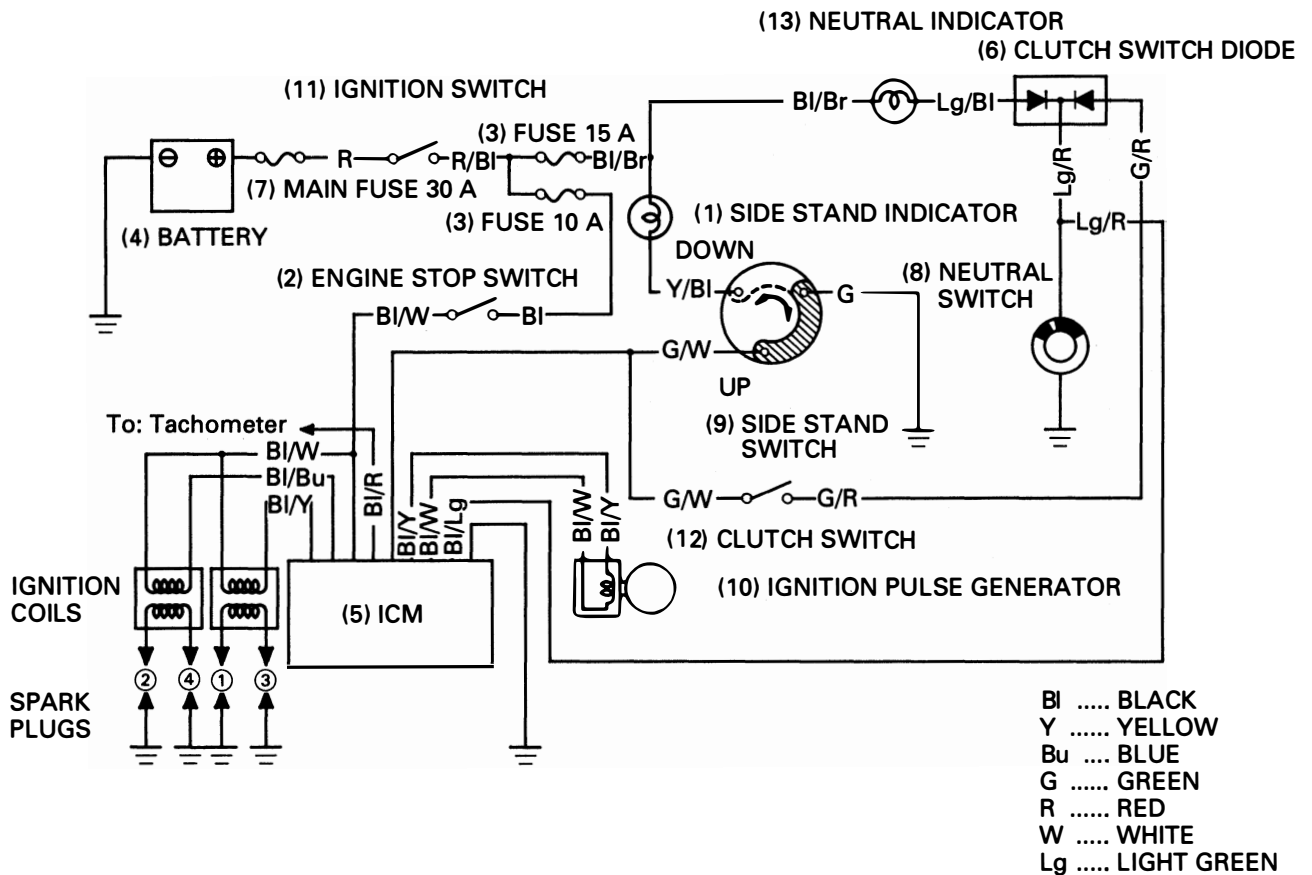 (13) NEUTRAL INDICATOR
(6) CLUTCH SWITCH DIODE
(11) IGNITION SWITCH
Bl/Br
Lg/Bl
(3) FUSE 15 A
R
R/Bl
Bl/Br
Lg/R
G/R
(7) MAIN FUSE 30 A
(3) FUSE 10 A
(1) SIDE STAND INDICATOR
Lg/R
(4) BATTERY
DOWN
(2) ENGINE STOP SWITCH
(8) NEUTRAL
SWITCH
Y/Bl
G
Bl/W
Bl
G/W
UP
To: Tachometer
(9) SIDE STAND
SWITCH
Bl/W
Bl/Bu
Bl/Y
Bl/R
Bl/Y
Bl/W
Bl/Lg
Bl/W
Bl/Y
G/W
G/R
(12) CLUTCH SWITCH
IGNITION
COILS
(5) ICM
(10) IGNITION PULSE GENERATOR
2
4
1
3
SPARK
PLUGS
Bl ..... BLACK
Y ...... YELLOW
Bu .... BLUE
G ...... GREEN
R ...... RED
W ..... WHITE
Lg ..... LIGHT GREEN